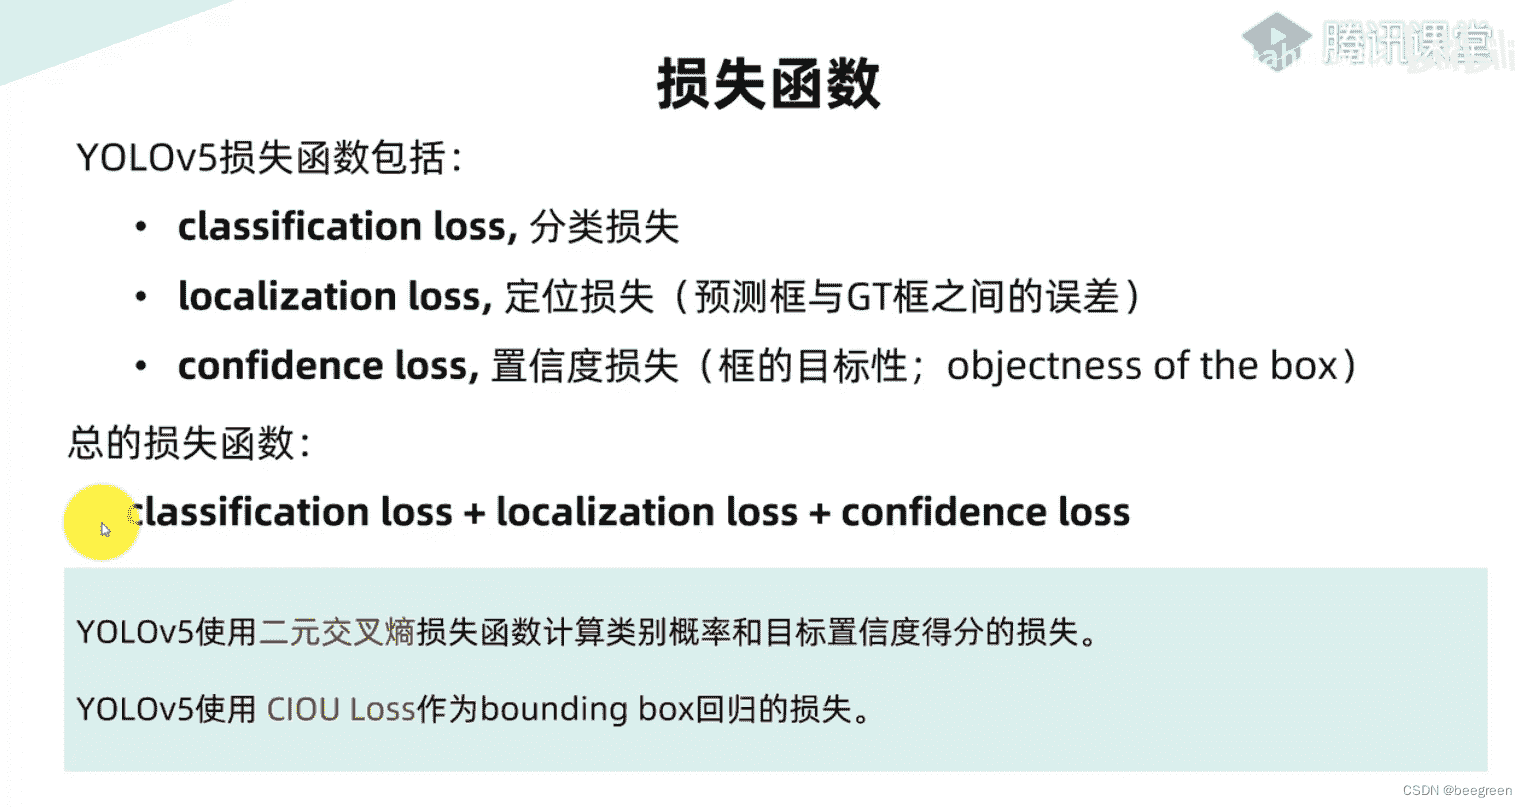 腾讯课堂
损失函数
YOLOv5损失函数包括：
• classification loss, 分类损失
• localization loss, 定位损失（预测框与GT框之间的误差）
• confidence loss, 置信度损失（框的目标性；objectness of the box）
总的损失函数：
classification loss + localization loss + confidence loss
YOLOv5使用二元交叉熵损失函数计算类别概率和目标置信度得分的损失。
YOLOv5使用 CIOU Loss作为bounding box回归的损失。
CSDN @beegreen